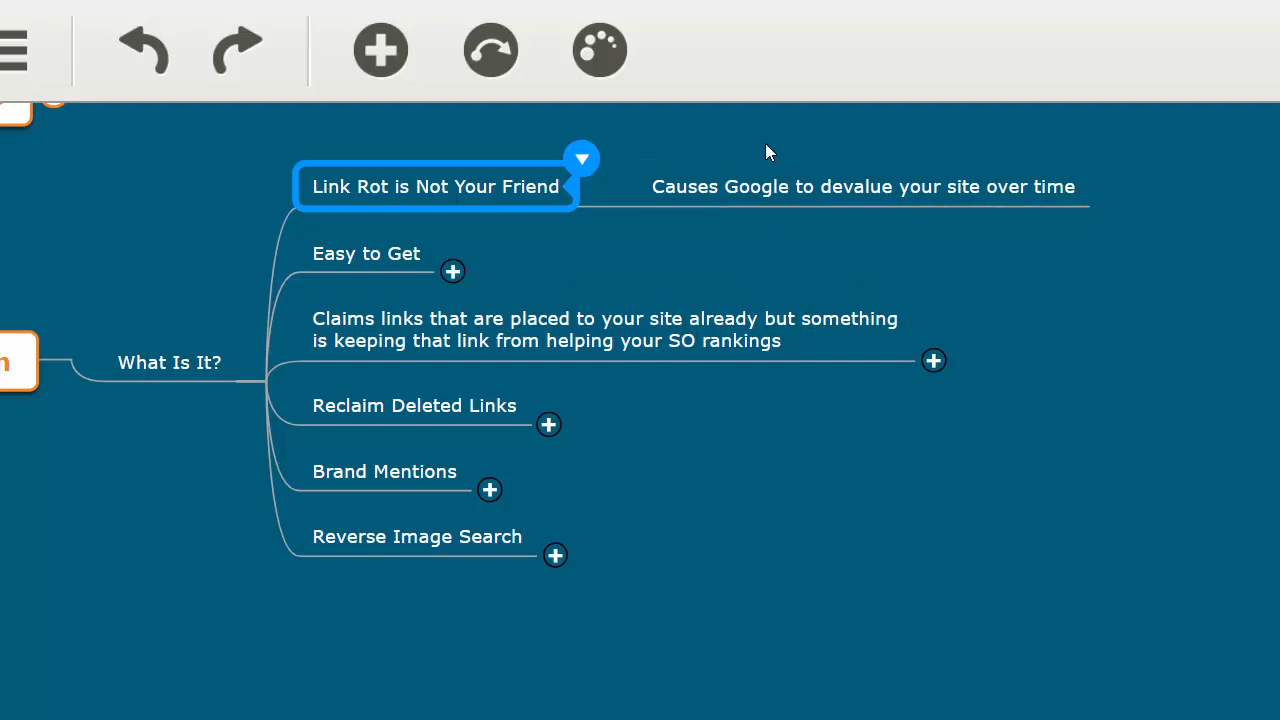 Link Rot is Not Your Friend
Causes Google to devalue your site over time
Easy to Get
Claims links that are placed to your site already but something
is keeping that link from helping your SO rankings
n
What Is It?
Reclaim Deleted Links
Brand Mentions
Reverse Image Search